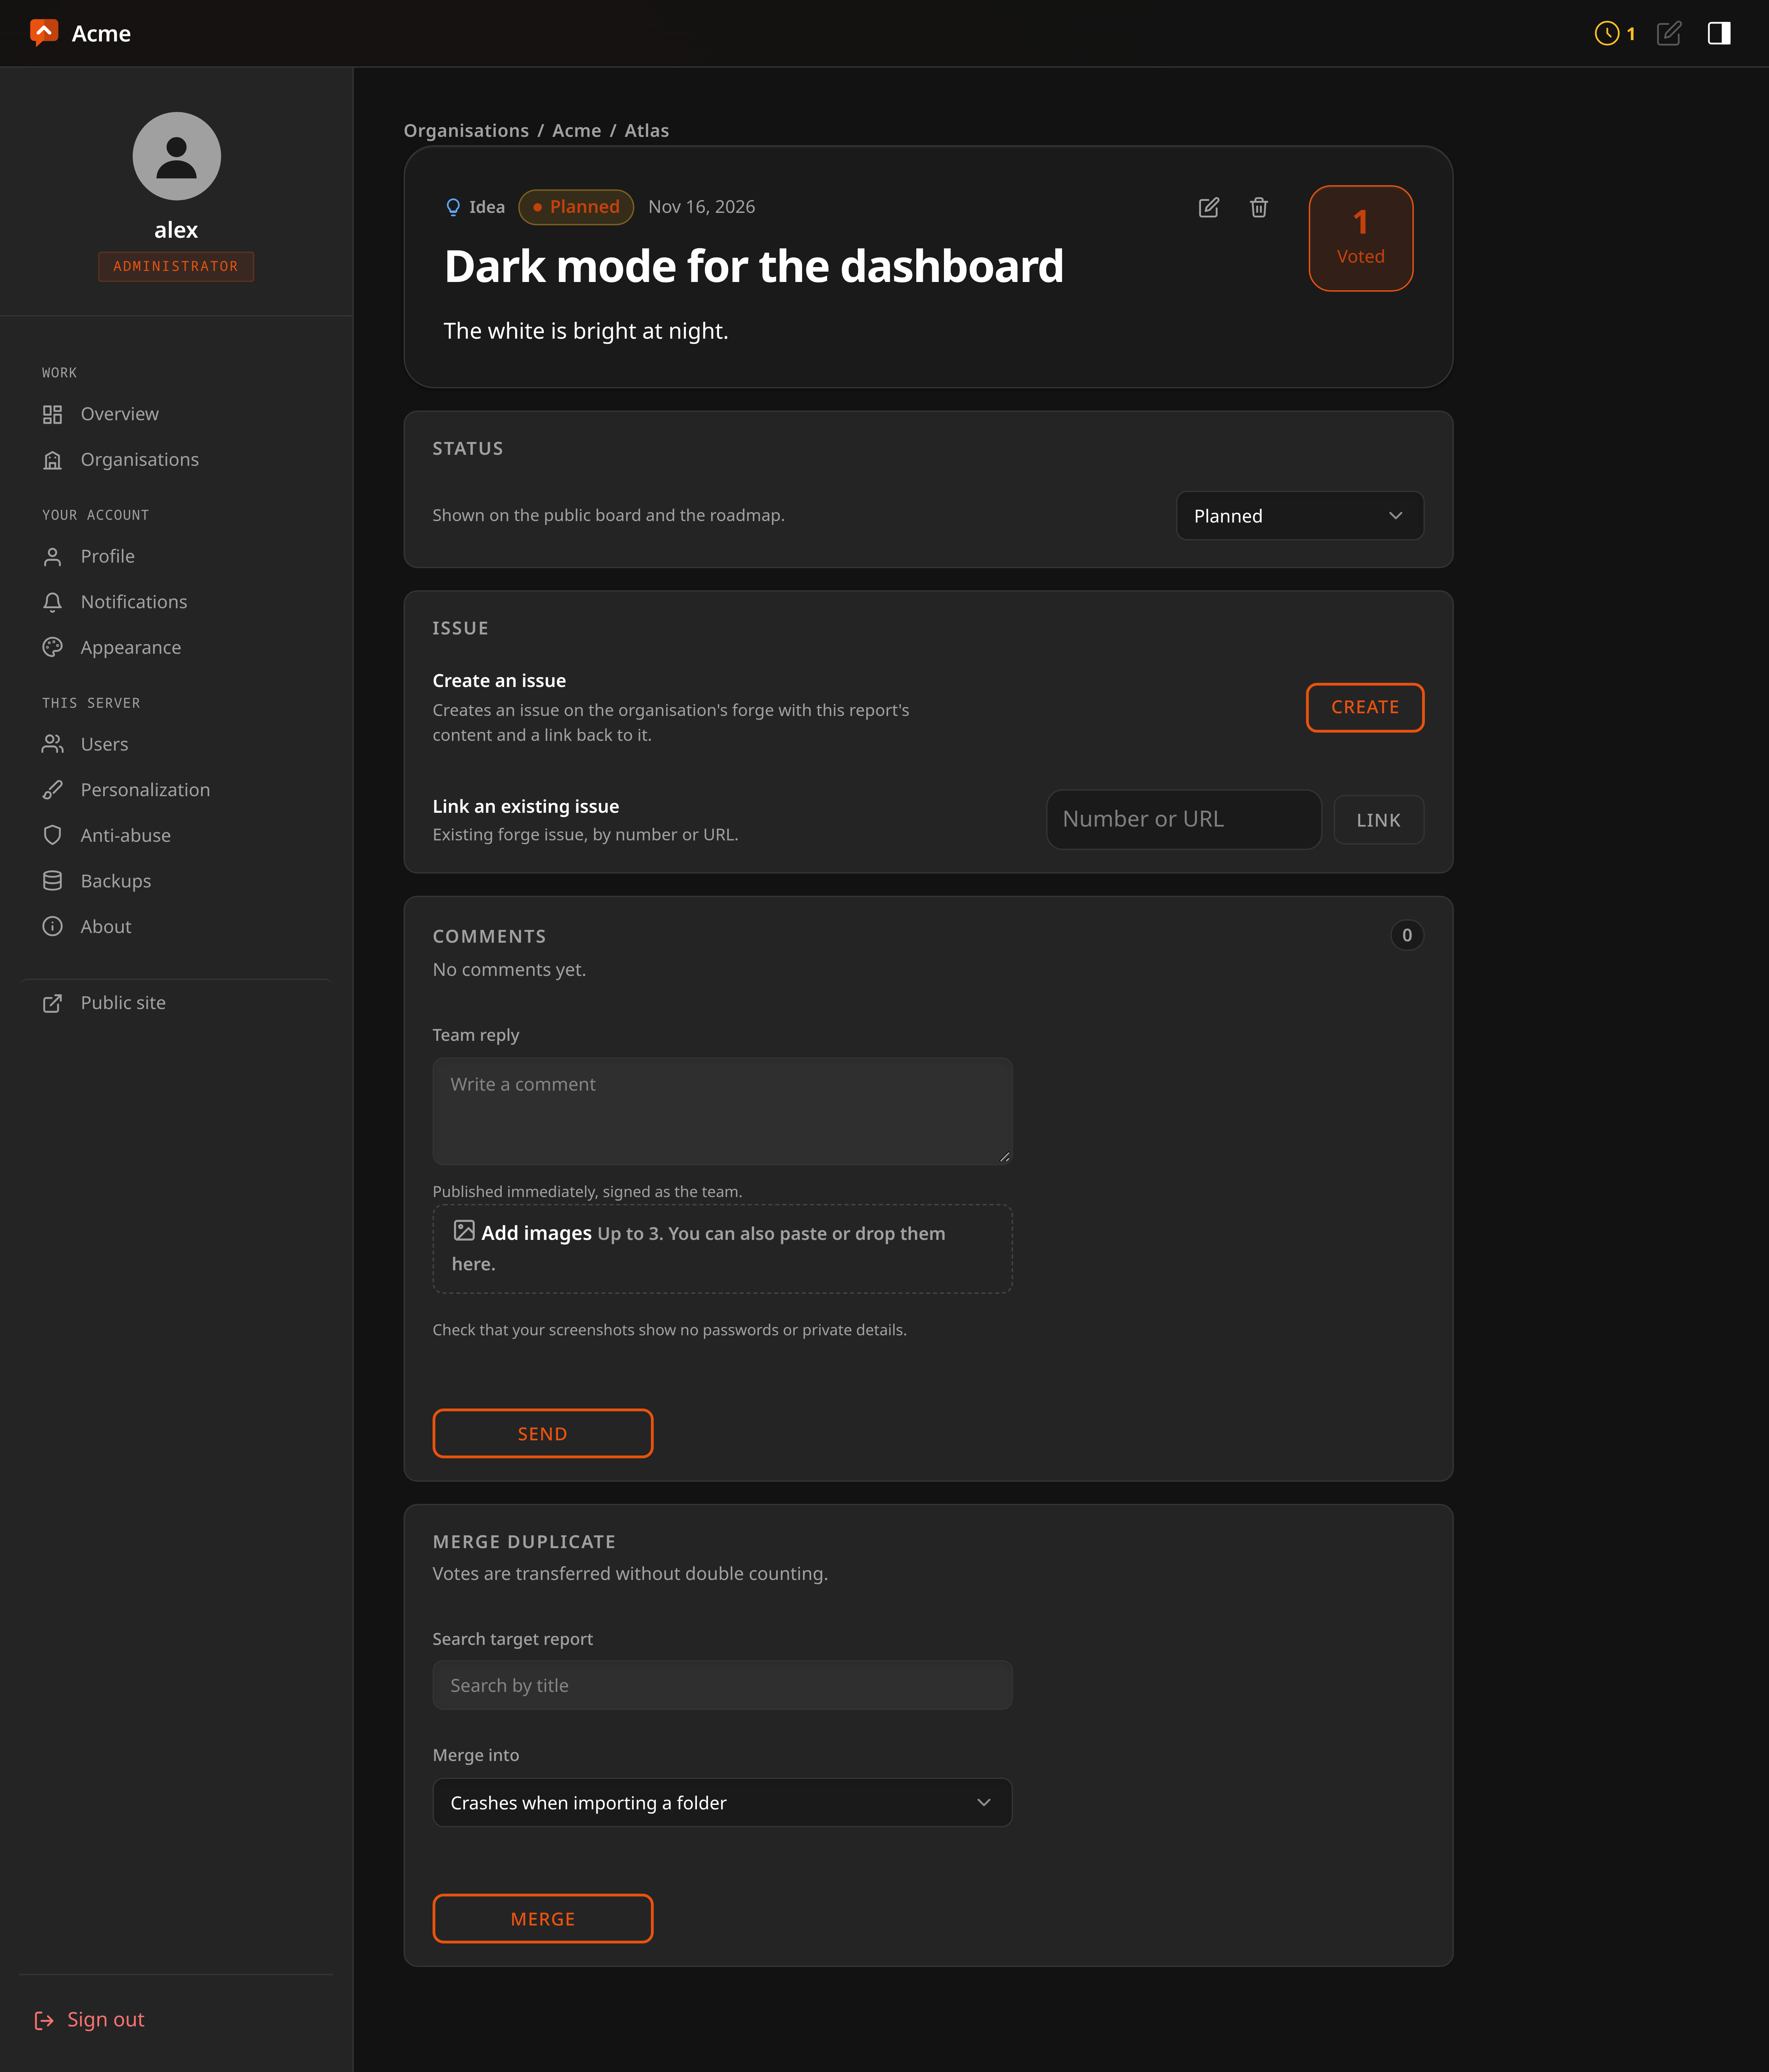 Acme
1
alex
ADMINISTRATOR
WORK
Overview
Organisations
YOUR ACCOUNT
Profile
Notifications
Appearance
THIS SERVER
Users
Personalization
Anti-abuse
Backups
About
Public site
Sign out
Organisations / Acme / Atlas
Idea Planned Nov 16, 2026
1
Voted
Dark mode for the dashboard
The white is bright at night.
STATUS
Shown on the public board and the roadmap.
Planned
ISSUE
Create an issue
Creates an issue on the organisation's forge with this report's
content and a link back to it.
CREATE
Link an existing issue
Existing forge issue, by number or URL.
Number or URL
LINK
COMMENTS
0
No comments yet.
Team reply
Write a comment
Published immediately, signed as the team.
Add images Up to 3. You can also paste or drop them
here.
Check that your screenshots show no passwords or private details.
SEND
MERGE DUPLICATE
Votes are transferred without double counting.
Search target report
Search by title
Merge into
Crashes when importing a folder
MERGE